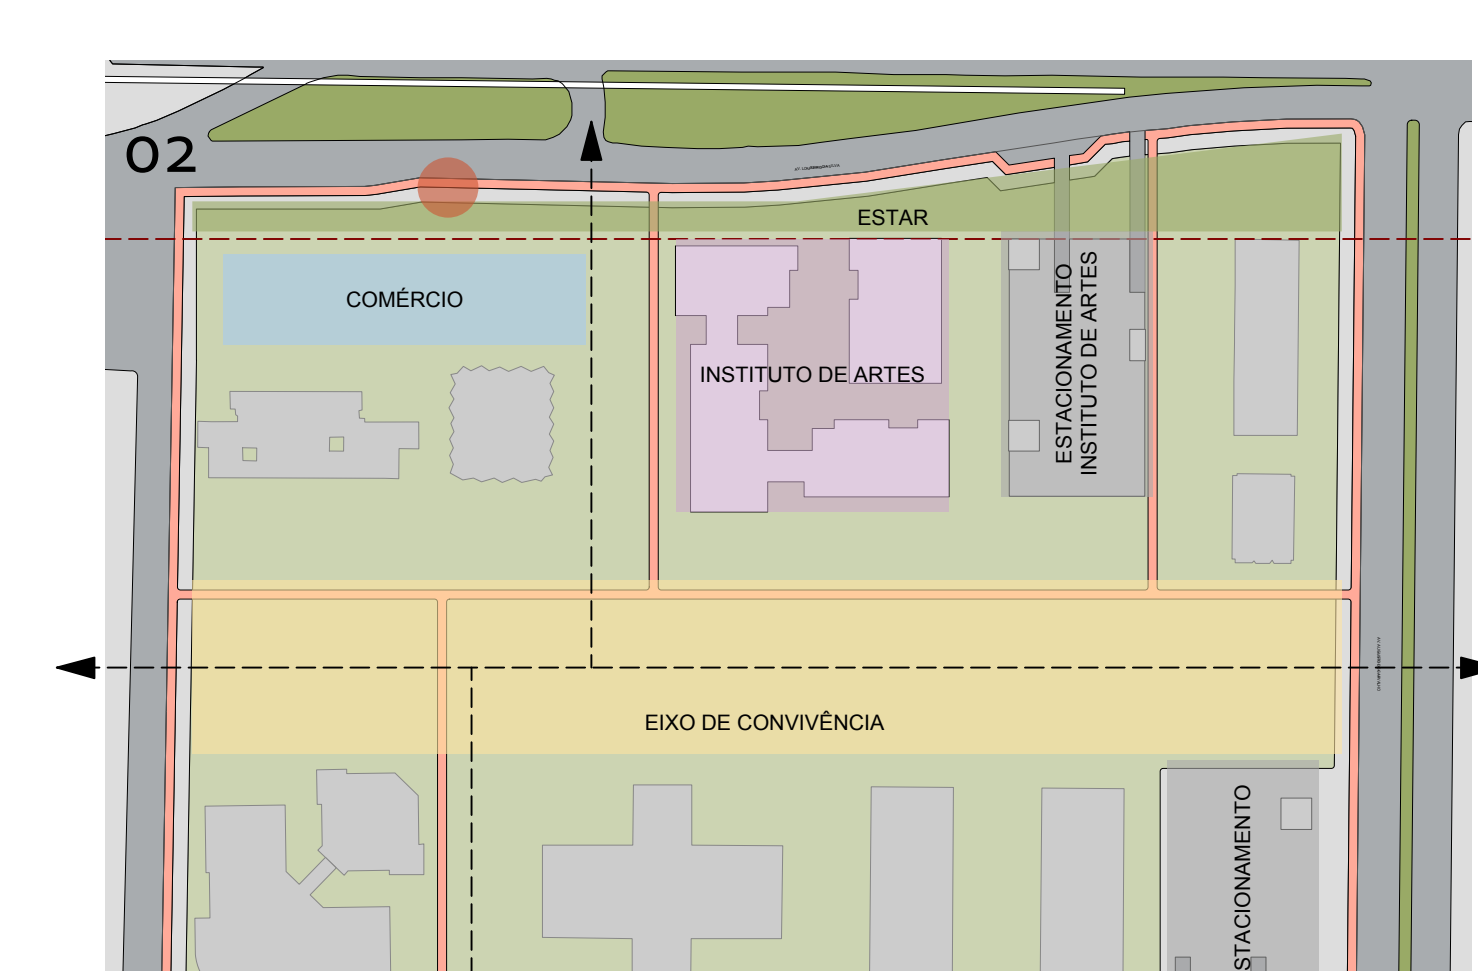 02
ESTAR
COMÉRCIO
INSTITUTO DE ARTES
ESTACIONAMENTO
INSTITUTO DE ARTES
EIXO DE CONVIVÊNCIA
STACIONAMENTO